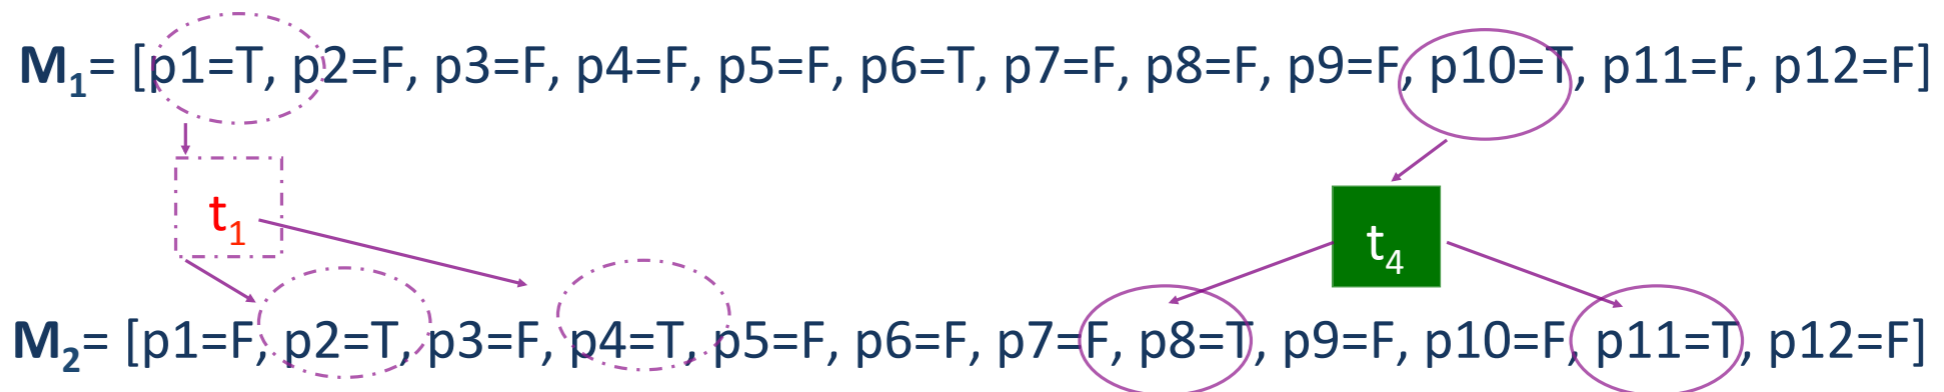 M₁= [p1=T, p2=F, p3=F, p4=F, p5=F, p6=T, p7=F, p8=F, p9=F, p10=T, p11=F, p12=F]
t₁
t₄
M₂= [p1=F, p2=T, p3=F, p4=T, p5=F, p6=F, p7=F, p8=T, p9=F, p10=F, p11=T, p12=F]